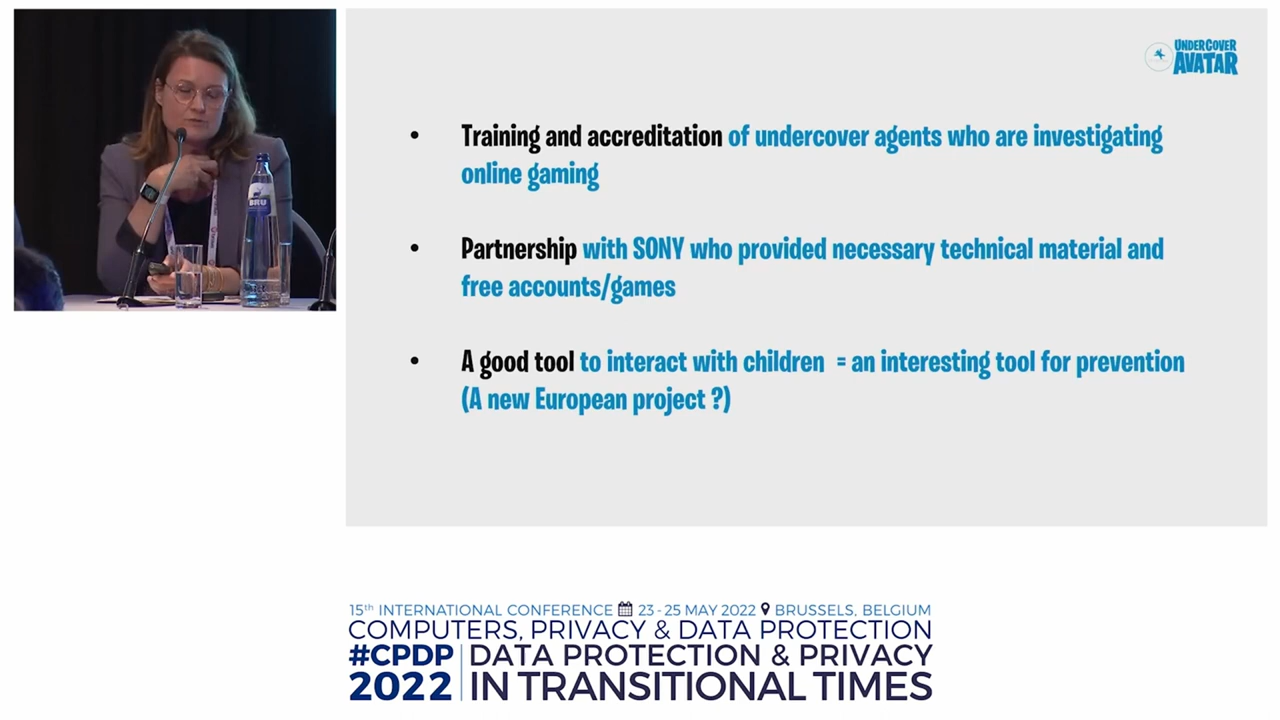 UNDERCOVER
AVATAR
• Training and accreditation of undercover agents who are investigating
online gaming
• Partnership with SONY who provided necessary technical material and
free accounts/games
• A good tool to interact with children = an interesting tool for prevention
(A new European project ?)
BRU
15th INTERNATIONAL CONFERENCE 23 - 25 MAY 2022 BRUSSELS, BELGIUM
COMPUTERS, PRIVACY & DATA PROTECTION
#CPDP DATA PROTECTION & PRIVACY
2022 IN TRANSITIONAL TIMES